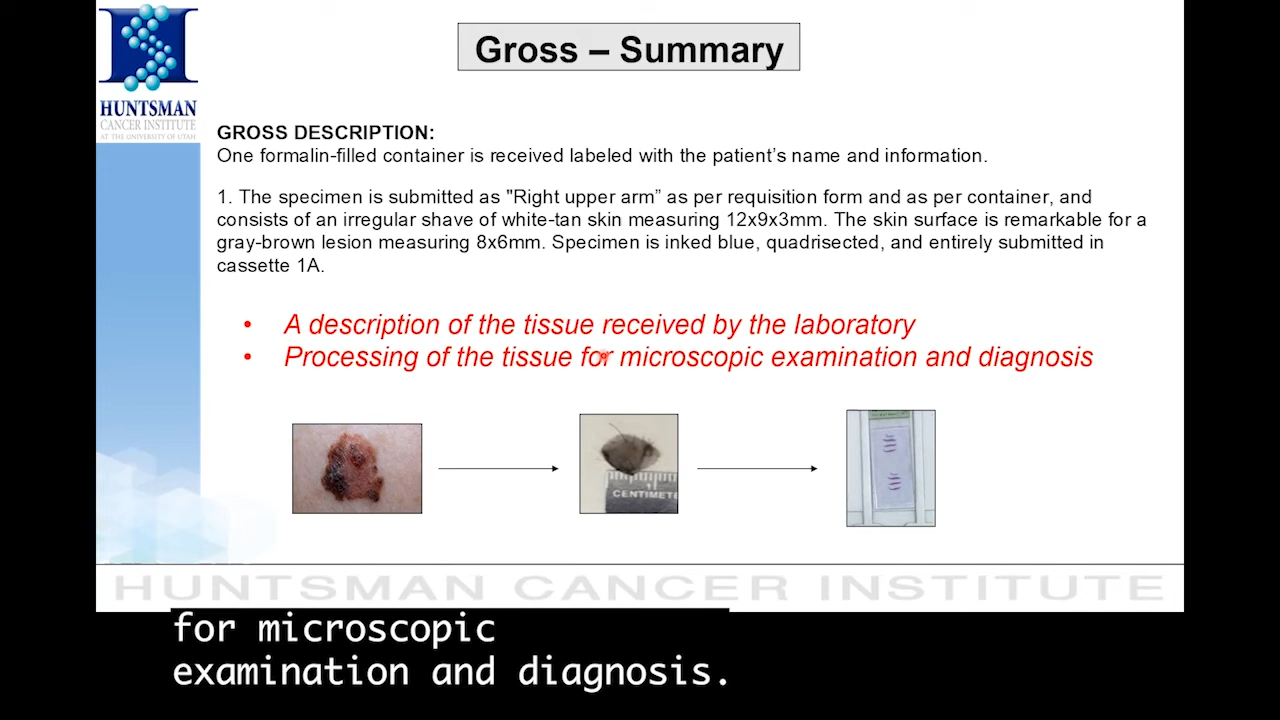 Gross – Summary
HUNTSMAN
CANCER INSTITUTE
AT THE UNIVERSITY OF UTAH
GROSS DESCRIPTION:
One formalin-filled container is received labeled with the patient's name and information.
1. The specimen is submitted as "Right upper arm” as per requisition form and as per container, and
consists of an irregular shave of white-tan skin measuring 12x9x3mm. The skin surface is remarkable for a
gray-brown lesion measuring 8x6mm. Specimen is inked blue, quadrisected, and entirely submitted in
cassette 1A.
• A description of the tissue received by the laboratory
• Processing of the tissue for microscopic examination and diagnosis
CENTIMETE
HUNTSMAN CANCER INSTITUTE
for microscopic
examination and diagnosis.